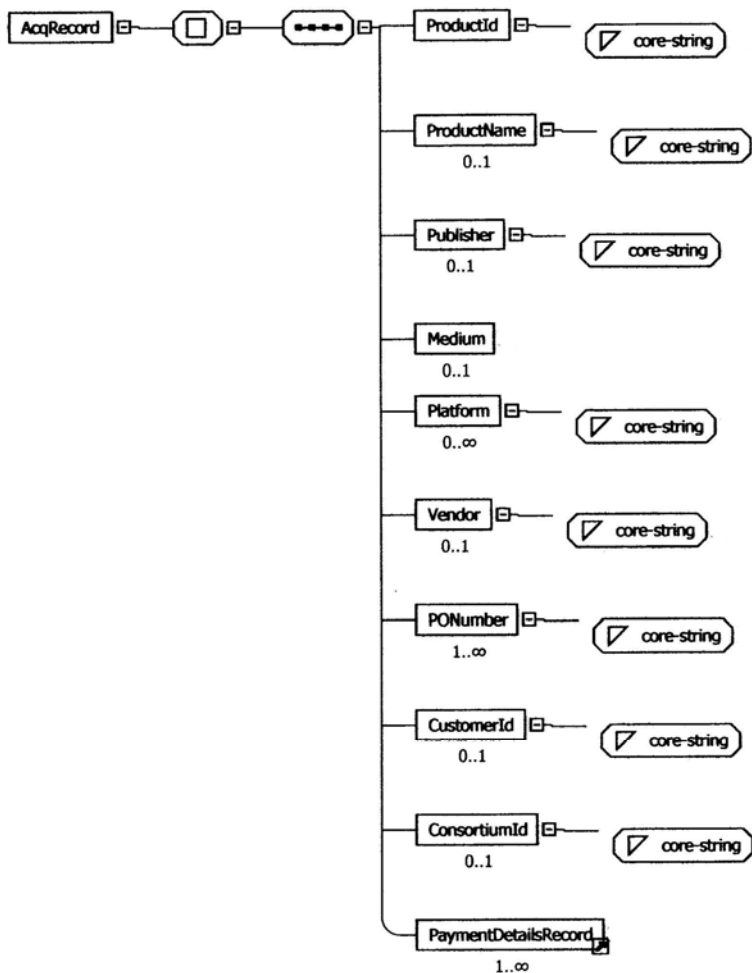 AcqRecord
ProductId
core-string
ProductName
core-string
0..1
Publisher
core-string
0..1
Medium
0..1
Platform
core-string
0..∞
Vendor
core-string
0..1
PONumber
core-string
1..∞
CustomerId
core-string
0..1
ConsortiumId
core-string
0..1
PaymentDetailsRecord
1..∞